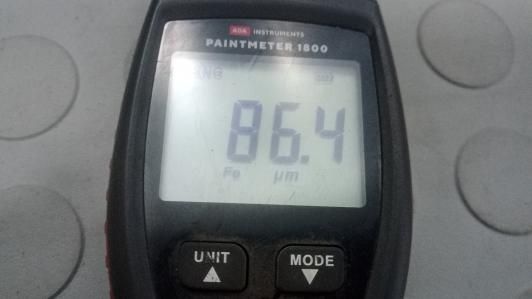 ADA INSTRUMENTS
PAINTMETER 1800
86.4
Fe μm
UNIT MODE